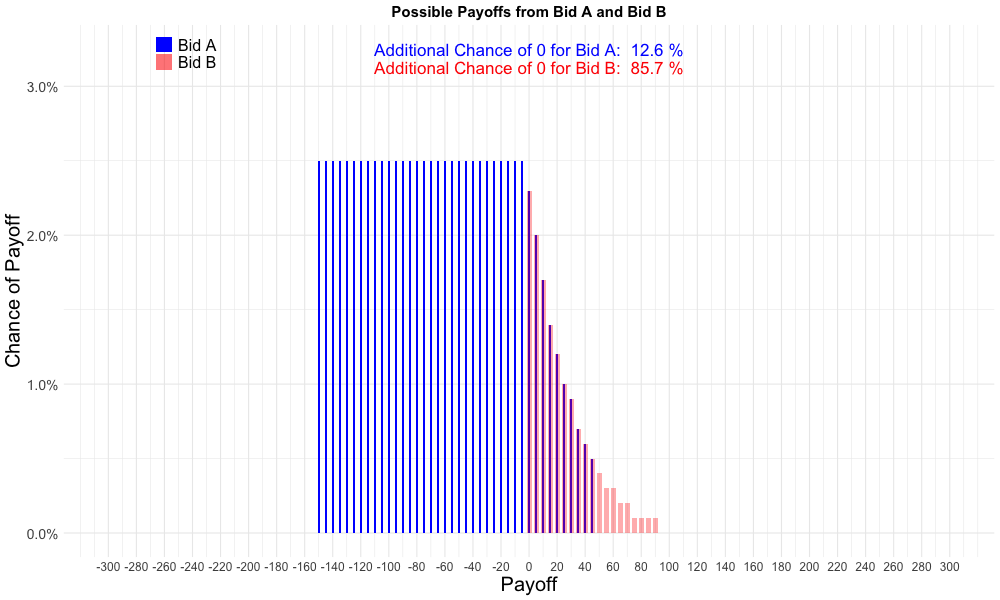 Possible Payoffs from Bid A and Bid B
Bid A
Bid B
Additional Chance of 0 for Bid A: 12.6 %
Additional Chance of 0 for Bid B: 85.7 %
Chance of Payoff
3.0%
2.0%
1.0%
0.0%
-300 -280 -260 -240 -220 -200 -180 -160 -140 -120 -100 -80 -60 -40 -20 0 20 40 60 80 100 120 140 160 180 200 220 240 260 280 300
Payoff